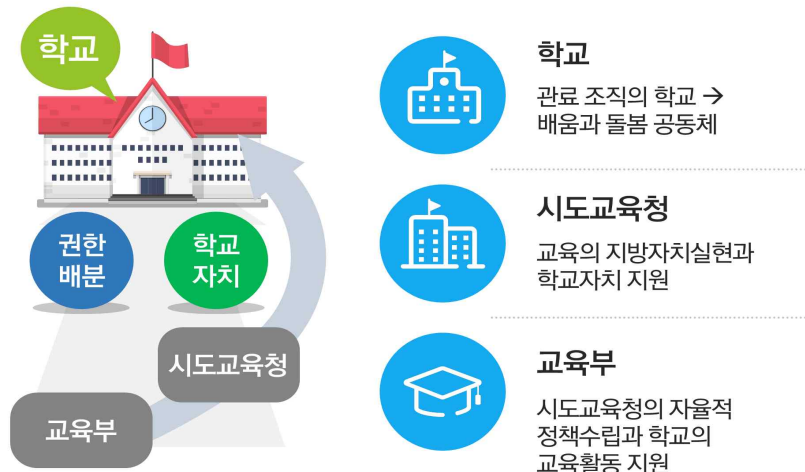 학교
권한
배분
학교
자치
시도교육청
교육부
학교
관료 조직의 학교 →
배움과 돌봄 공동체
시도교육청
교육의 지방자치실현과
학교자치 지원
교육부
시도교육청의 자율적
정책수립과 학교의
교육활동 지원